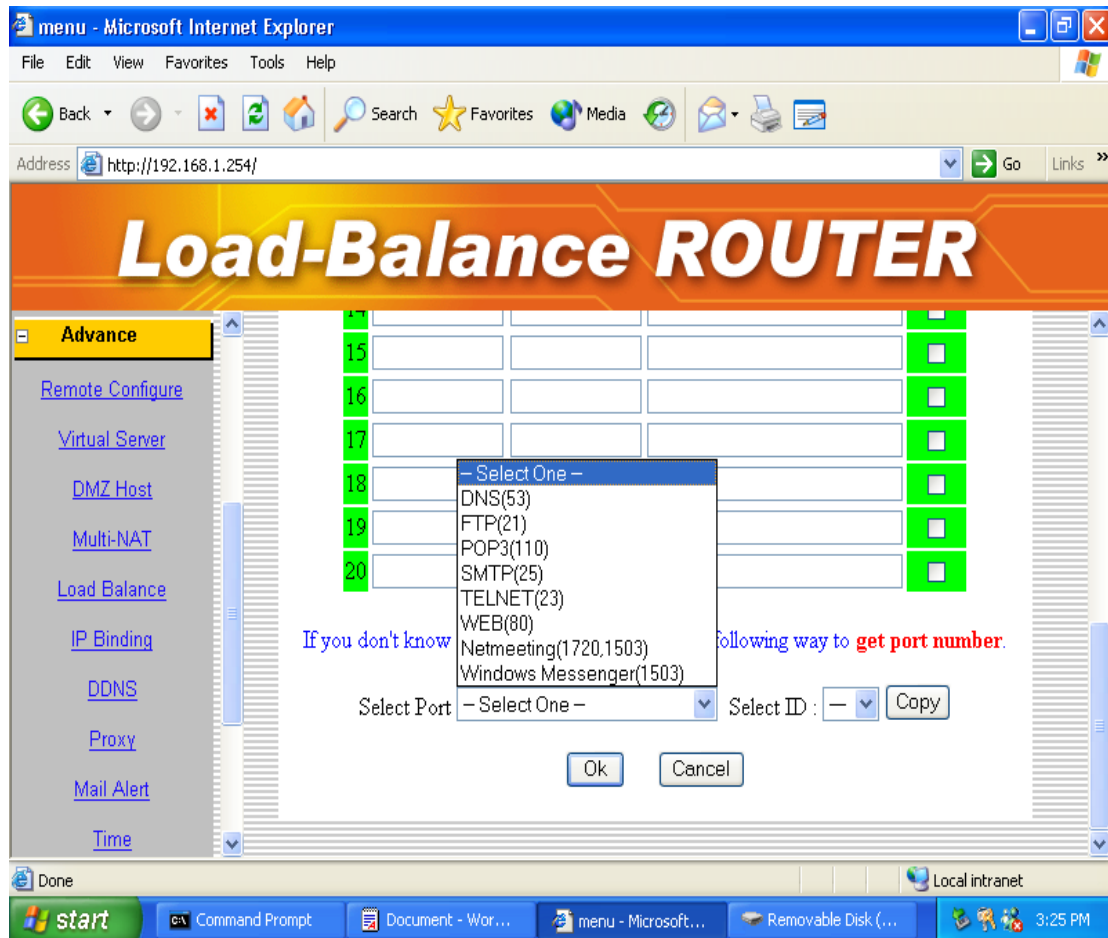 menu - Microsoft Internet Explorer
File Edit View Favorites Tools Help
Back Search Favorites Media
Address http://192.168.1.254/ Go Links »
Load-Balance ROUTER
Advance
Remote Configure
Virtual Server
DMZ Host
Multi-NAT
Load Balance
IP Binding
DDNS
Proxy
Mail Alert
Time
14
15
16
17
18
19
20
– Select One –
DNS(53)
FTP(21)
POP3(110)
SMTP(25)
TELNET(23)
WEB(80)
Netmeeting(1720,1503)
Windows Messenger(1503)
If you don't know following way to get port number.
Select Port – Select One – Select ID : — Copy
Ok Cancel
Done Local intranet
start Command Prompt Document - Wor... menu - Microsoft... Removable Disk (... 3:25 PM